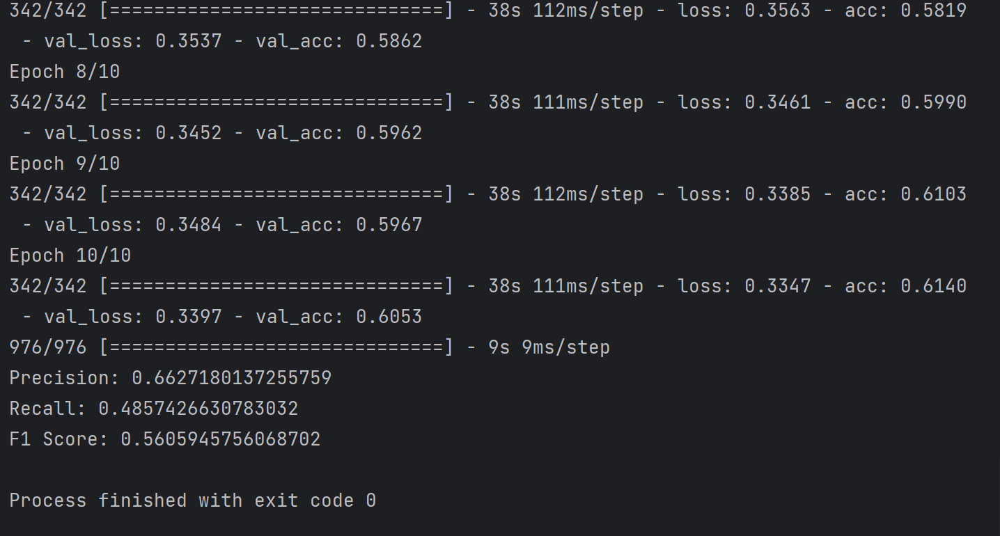 342/342 [==============================] - 38s 112ms/step - loss: 0.3563 - acc: 0.5819
 - val_loss: 0.3537 - val_acc: 0.5862
Epoch 8/10
342/342 [==============================] - 38s 111ms/step - loss: 0.3461 - acc: 0.5990
 - val_loss: 0.3452 - val_acc: 0.5962
Epoch 9/10
342/342 [==============================] - 38s 112ms/step - loss: 0.3385 - acc: 0.6103
 - val_loss: 0.3484 - val_acc: 0.5967
Epoch 10/10
342/342 [==============================] - 38s 111ms/step - loss: 0.3347 - acc: 0.6140
 - val_loss: 0.3397 - val_acc: 0.6053
976/976 [==============================] - 9s 9ms/step
Precision: 0.6627180137255759
Recall: 0.4857426630783032
F1 Score: 0.5605945756068702
Process finished with exit code 0